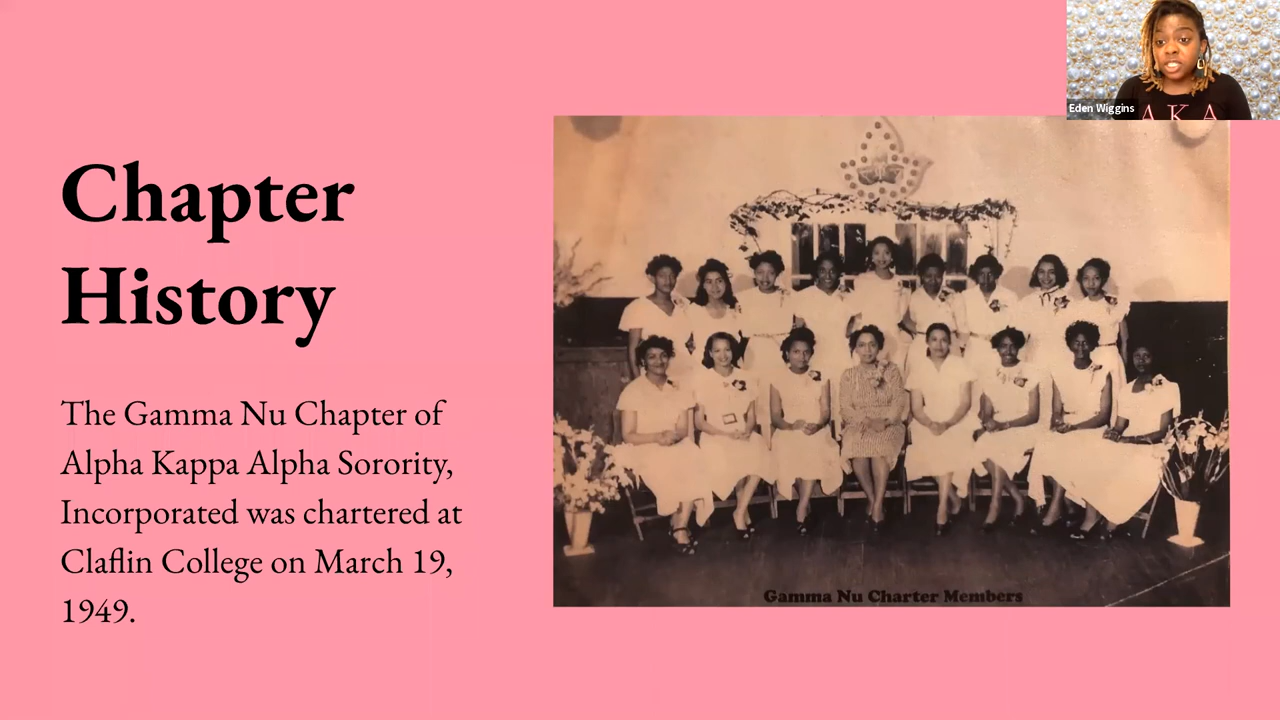 Eden Wiggins
AKA
Chapter
History
The Gamma Nu Chapter of
Alpha Kappa Alpha Sorority,
Incorporated was chartered at
Claflin College on March 19,
1949.
Gamma Nu Charter Members